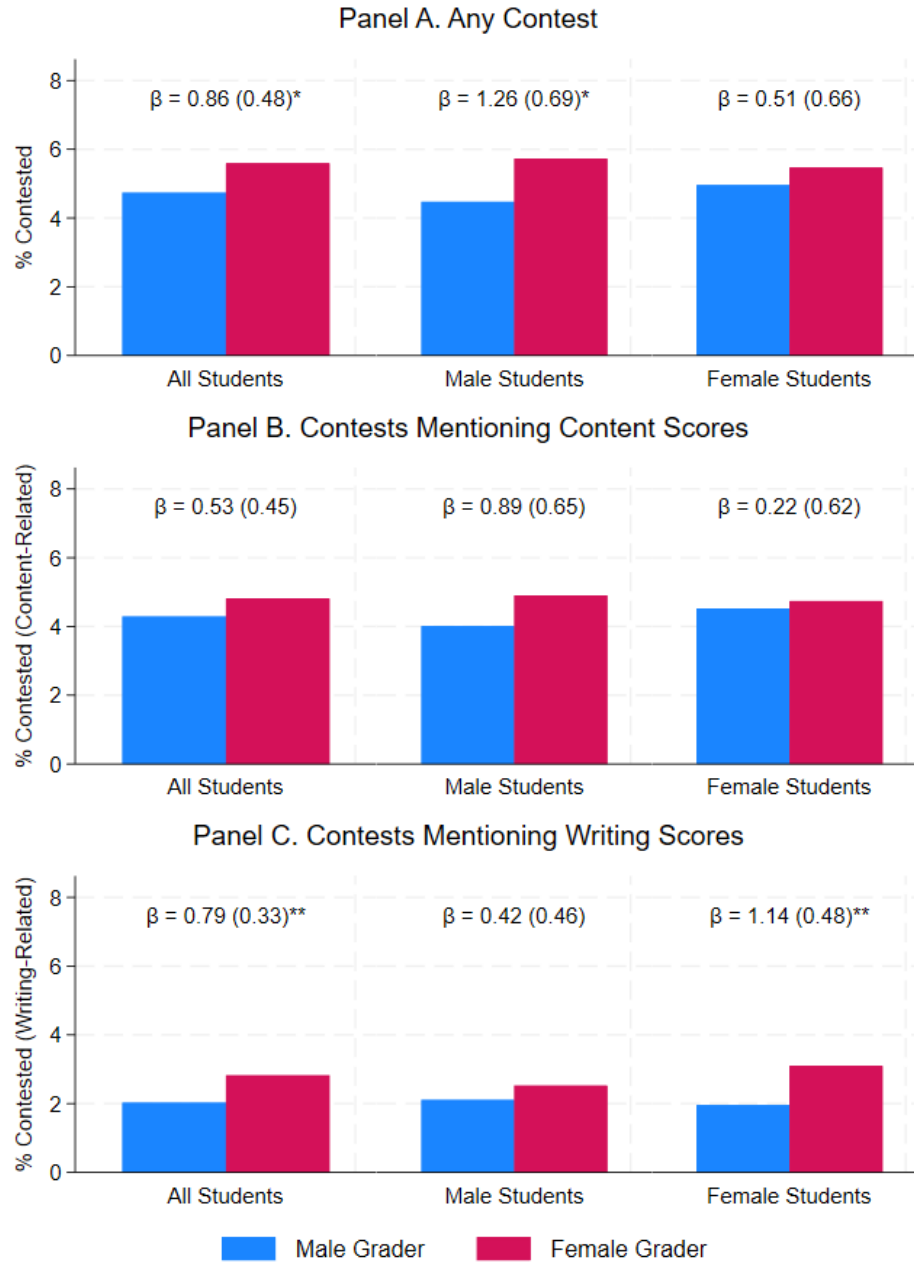 Panel A. Any Contest
% Contested
8
6
4
2
0
β = 0.86 (0.48)*
β = 1.26 (0.69)*
β = 0.51 (0.66)
All Students
Male Students
Female Students
Panel B. Contests Mentioning Content Scores
% Contested (Content-Related)
8
6
4
2
0
β = 0.53 (0.45)
β = 0.89 (0.65)
β = 0.22 (0.62)
All Students
Male Students
Female Students
Panel C. Contests Mentioning Writing Scores
% Contested (Writing-Related)
8
6
4
2
0
β = 0.79 (0.33)**
β = 0.42 (0.46)
β = 1.14 (0.48)**
All Students
Male Students
Female Students
Male Grader
Female Grader